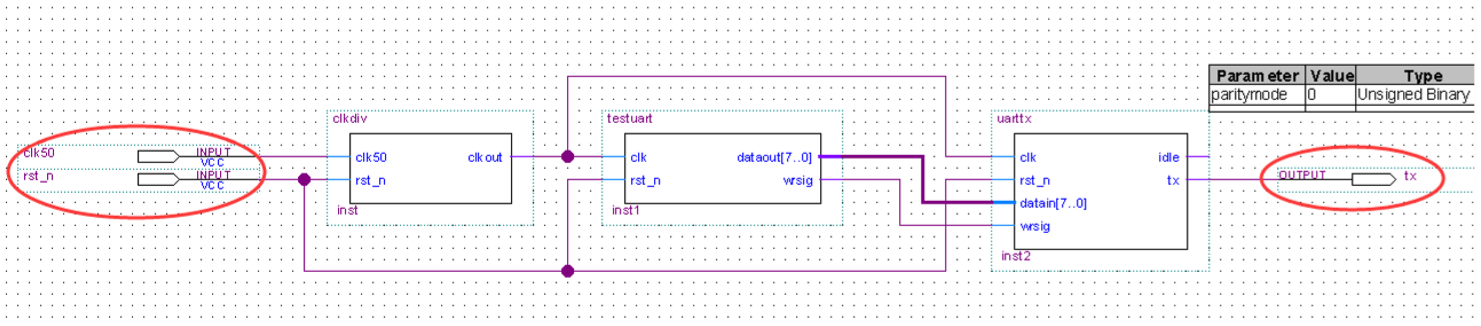 Parameter Value Type
paritymode 0 Unsigned Binary
clkdiv
testuart
uarttx
clk50 INPUT VCC
rst_n INPUT VCC
clk50 clkout
rst_n
inst
clk dataout[7..0]
rst_n wrsig
inst1
clk idle
rst_n tx
datain[7..0]
wrsig
inst2
OUTPUT tx